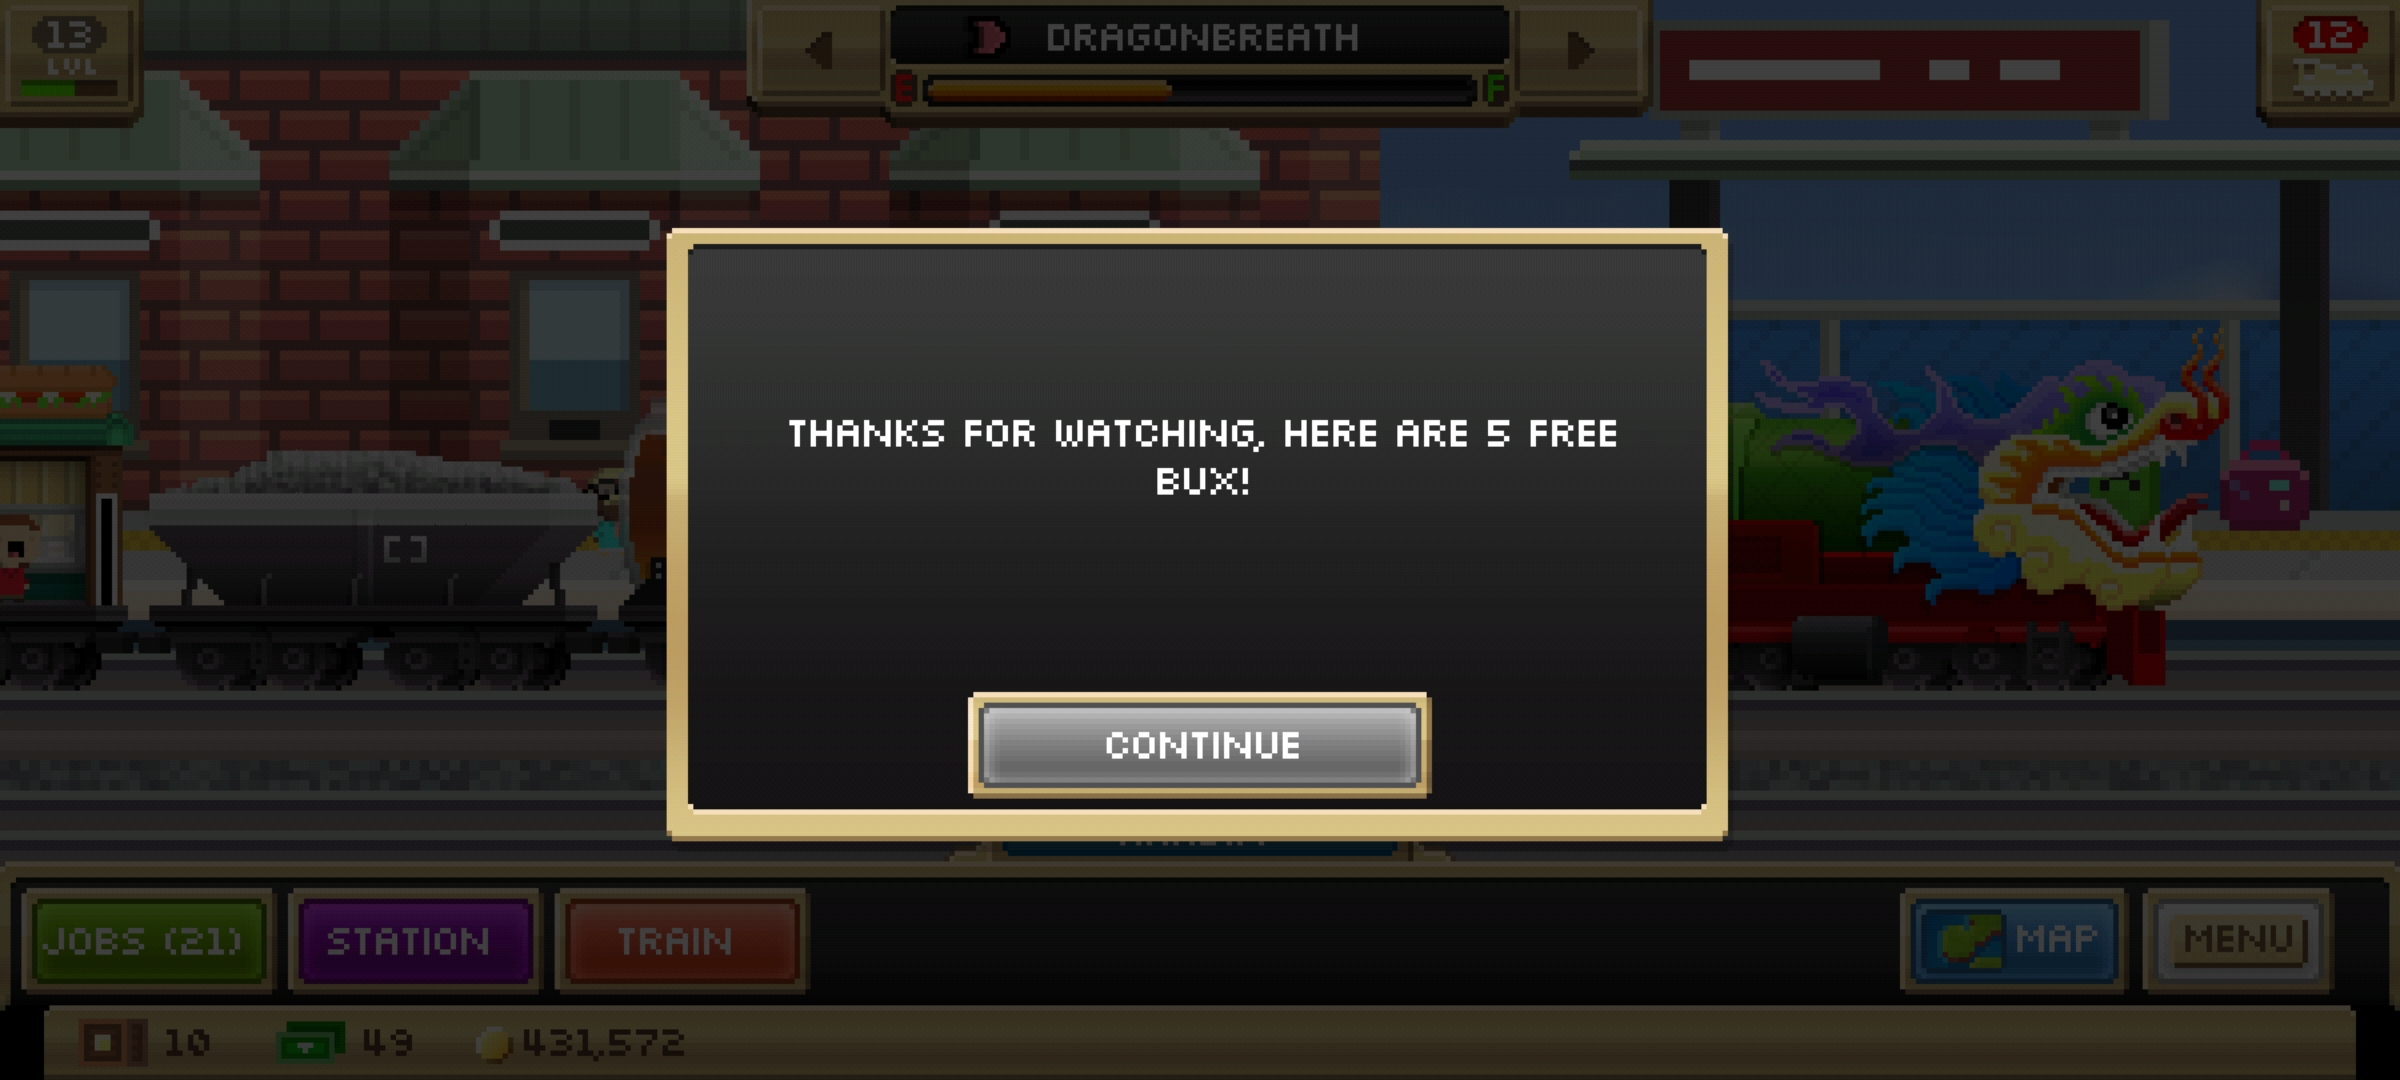 13
LVL
DRAGONBREATH
E F
12
THANKS FOR WATCHING, HERE ARE 5 FREE
BUX!
CONTINUE
JOBS (21) STATION TRAIN MAP MENU
10 49 431,572